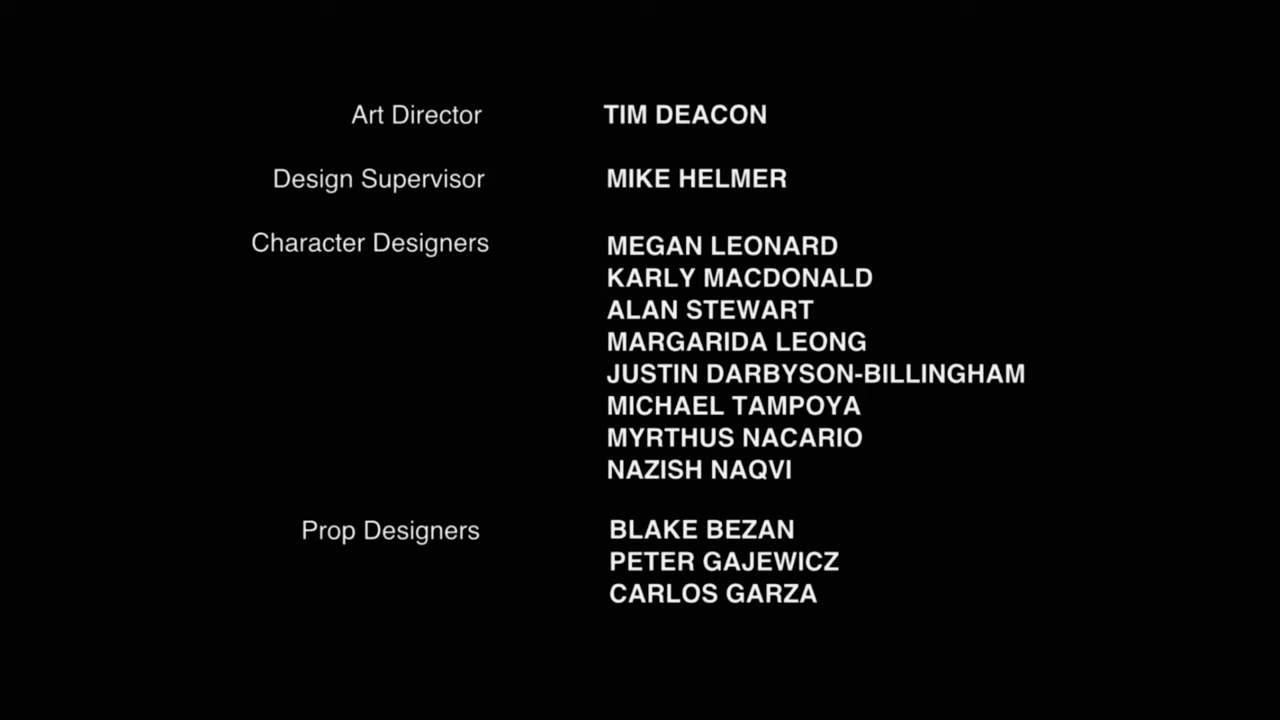 Art Director TIM DEACON
Design Supervisor MIKE HELMER
Character Designers MEGAN LEONARD
KARLY MACDONALD
ALAN STEWART
MARGARIDA LEONG
JUSTIN DARBYSON-BILLINGHAM
MICHAEL TAMPOYA
MYRTHUS NACARIO
NAZISH NAQVI
Prop Designers BLAKE BEZAN
PETER GAJEWICZ
CARLOS GARZA